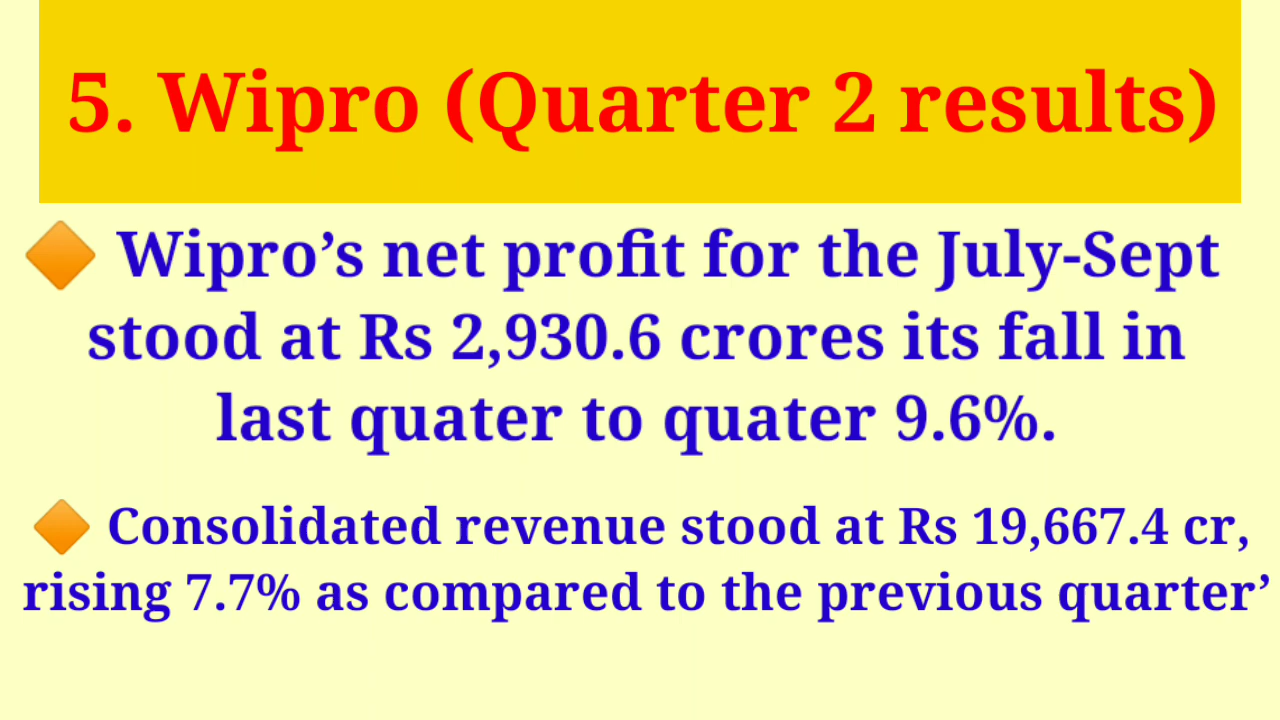 5. Wipro (Quarter 2 results)
🔶 Wipro’s net profit for the July-Sept
stood at Rs 2,930.6 crores its fall in
last quater to quater 9.6%.
🔶 Consolidated revenue stood at Rs 19,667.4 cr,
rising 7.7% as compared to the previous quarter’